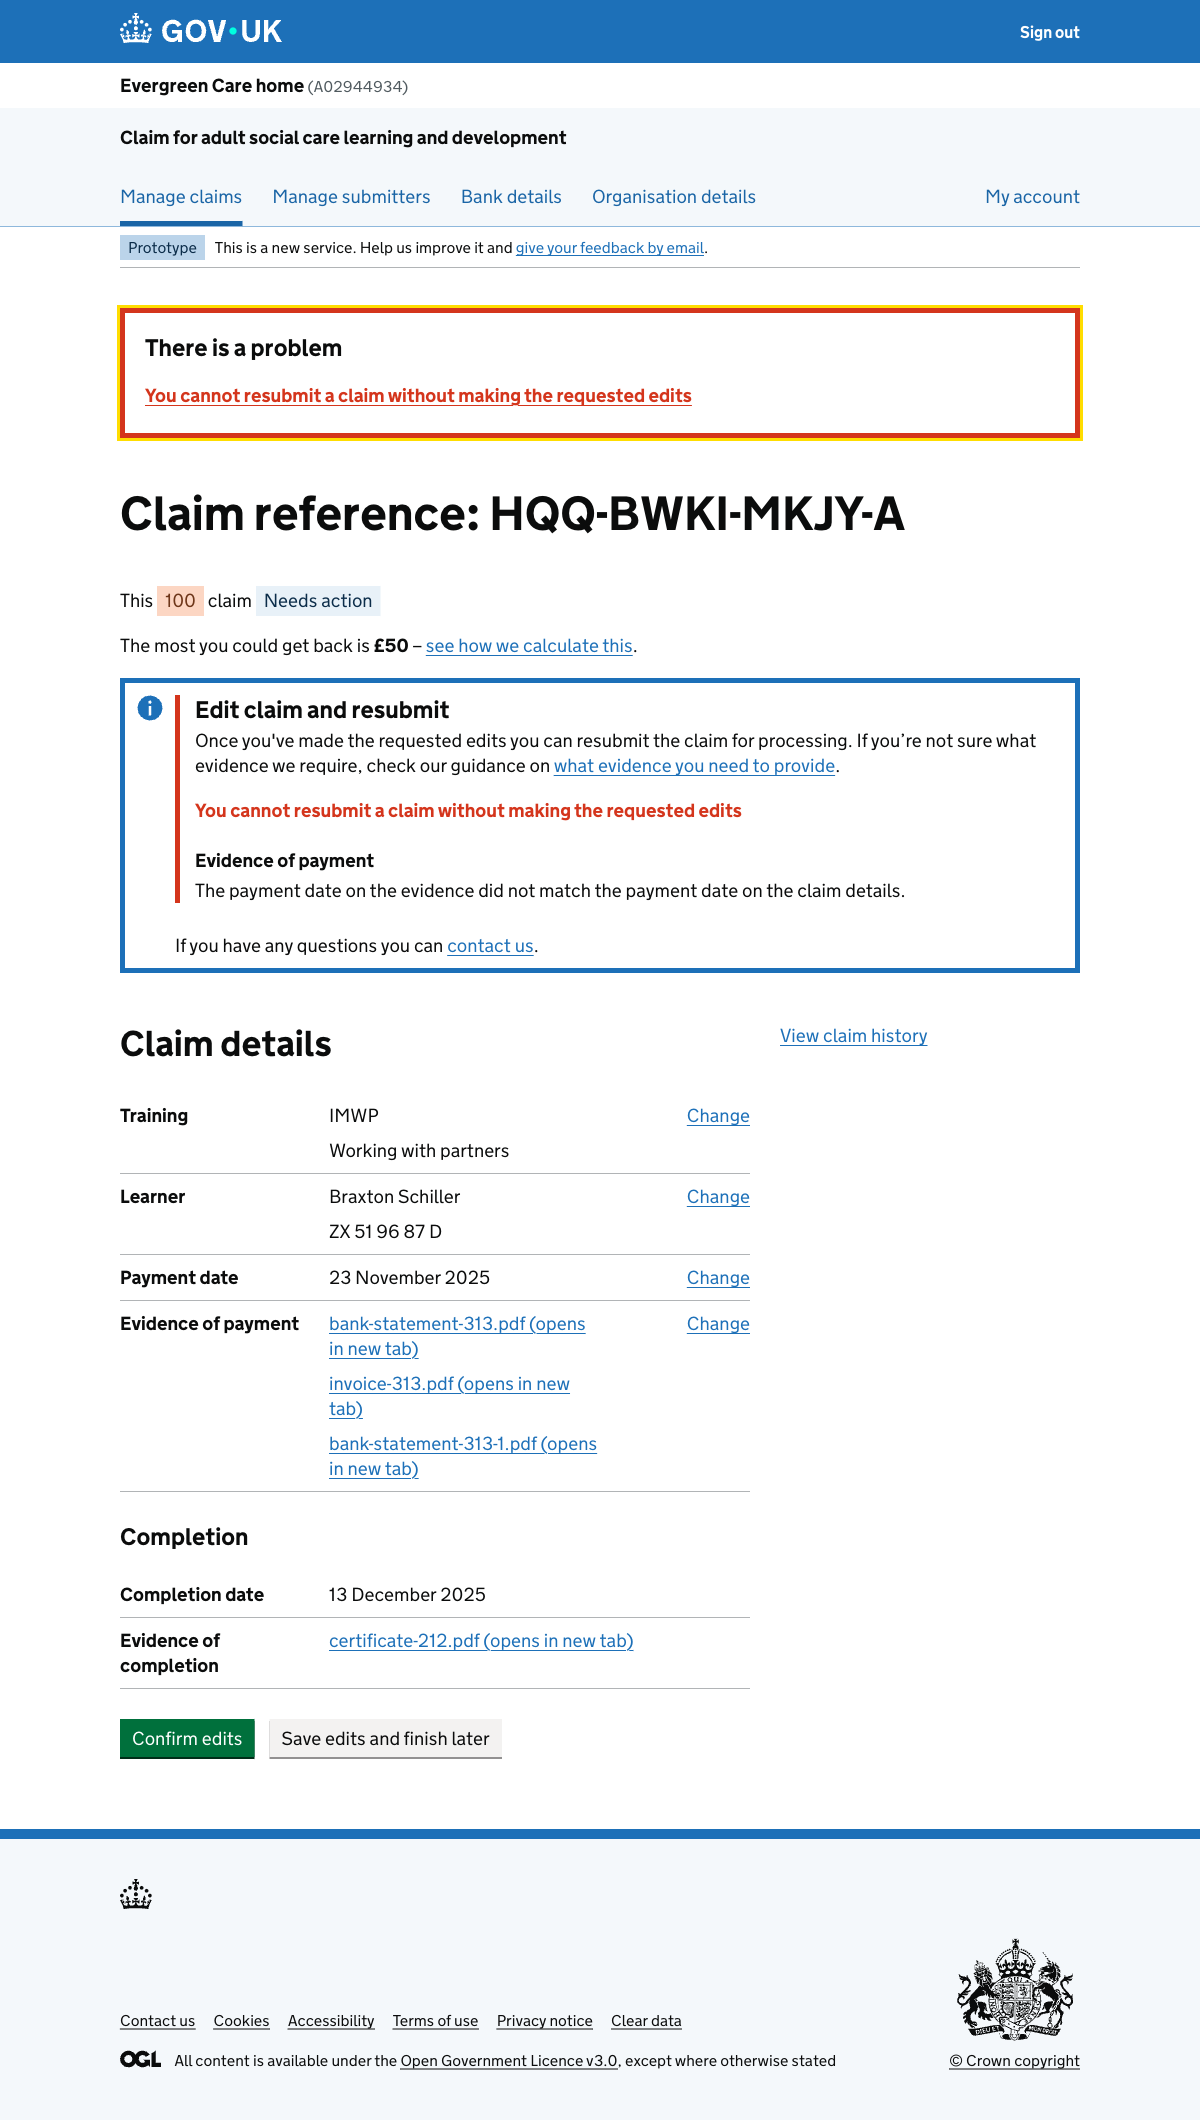 GOV·UK
Sign out
Evergreen Care home (A02944934)
Claim for adult social care learning and development
Manage claims Manage submitters Bank details Organisation details My account
Prototype This is a new service. Help us improve it and give your feedback by email.
There is a problem
You cannot resubmit a claim without making the requested edits
Claim reference: HQQ-BWKI-MKJY-A
This 100 claim Needs action
The most you could get back is £50 – see how we calculate this.
Edit claim and resubmit
Once you've made the requested edits you can resubmit the claim for processing. If you’re not sure what
evidence we require, check our guidance on what evidence you need to provide.
You cannot resubmit a claim without making the requested edits
Evidence of payment
The payment date on the evidence did not match the payment date on the claim details.
If you have any questions you can contact us.
Claim details
View claim history
Training IMWP Change
Working with partners
Learner Braxton Schiller Change
ZX 51 96 87 D
Payment date 23 November 2025 Change
Evidence of payment bank-statement-313.pdf (opens Change
in new tab)
invoice-313.pdf (opens in new
tab)
bank-statement-313-1.pdf (opens
in new tab)
Completion
Completion date 13 December 2025
Evidence of certificate-212.pdf (opens in new tab)
completion
Confirm edits Save edits and finish later
Contact us Cookies Accessibility Terms of use Privacy notice Clear data
OGL All content is available under the Open Government Licence v3.0, except where otherwise stated
© Crown copyright